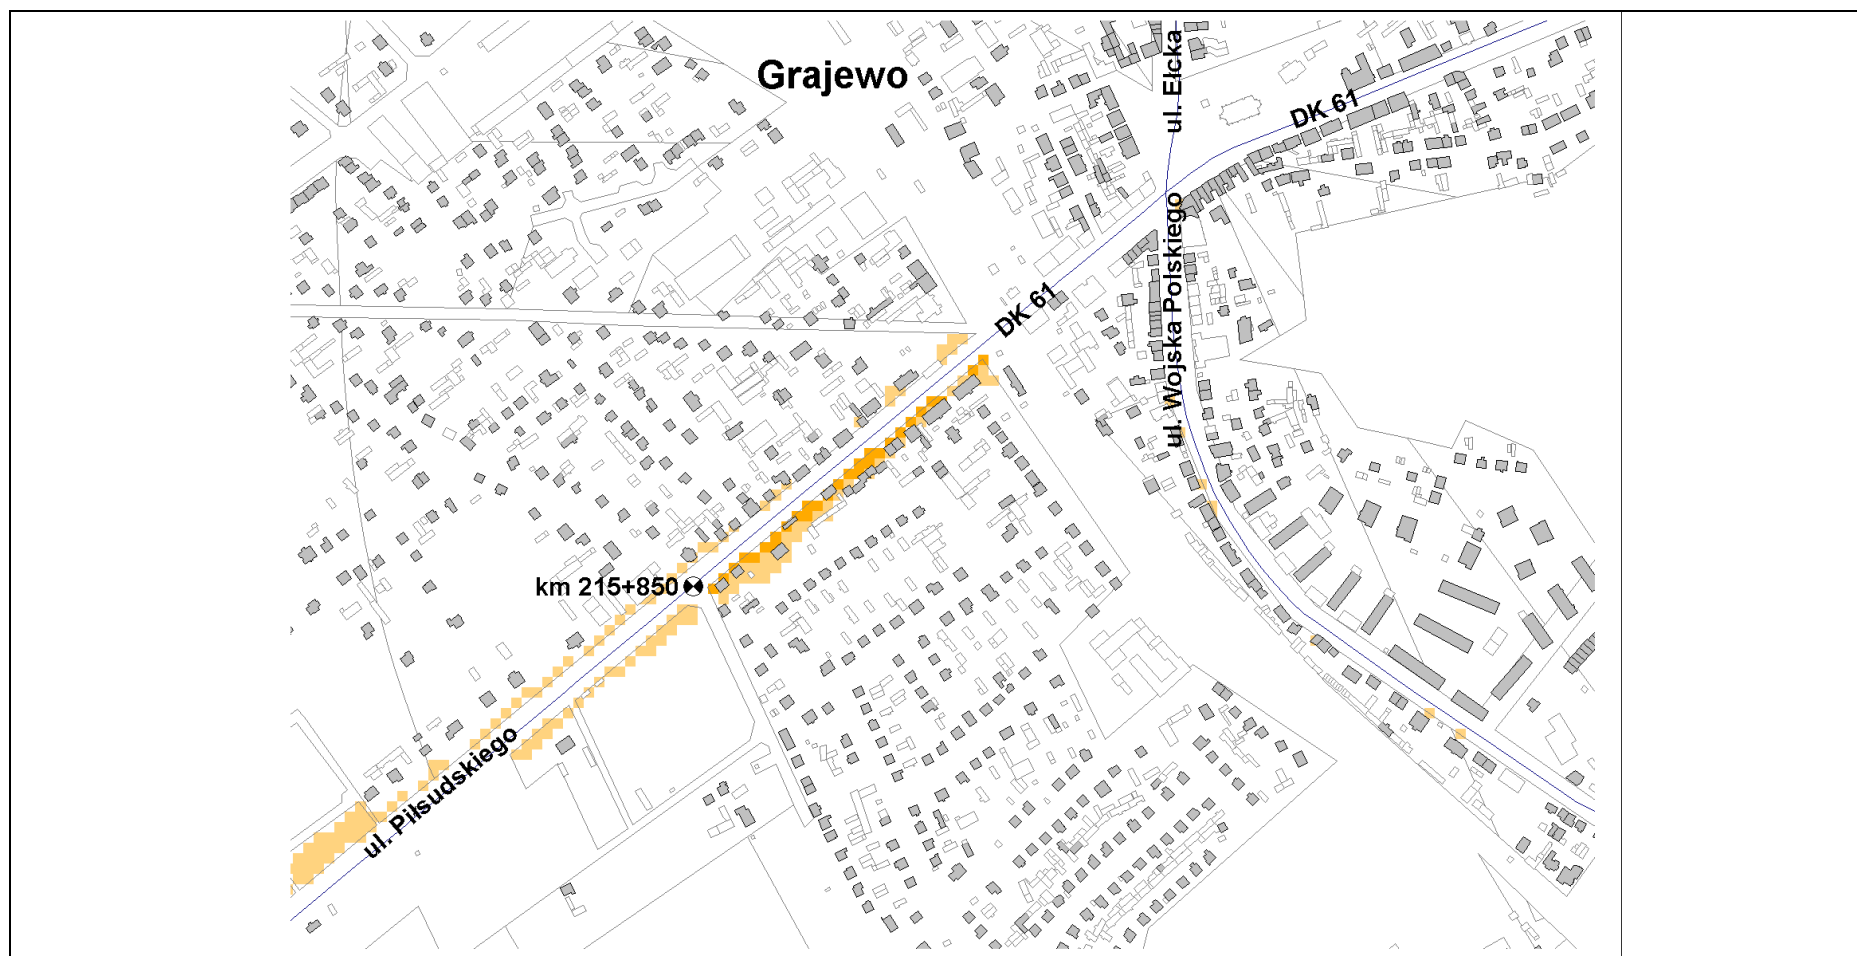 Grajewo
ul. Ełcka
DK 61
ul. Wojska Polskiego
DK 61
km 215+850
ul. Piłsudskiego